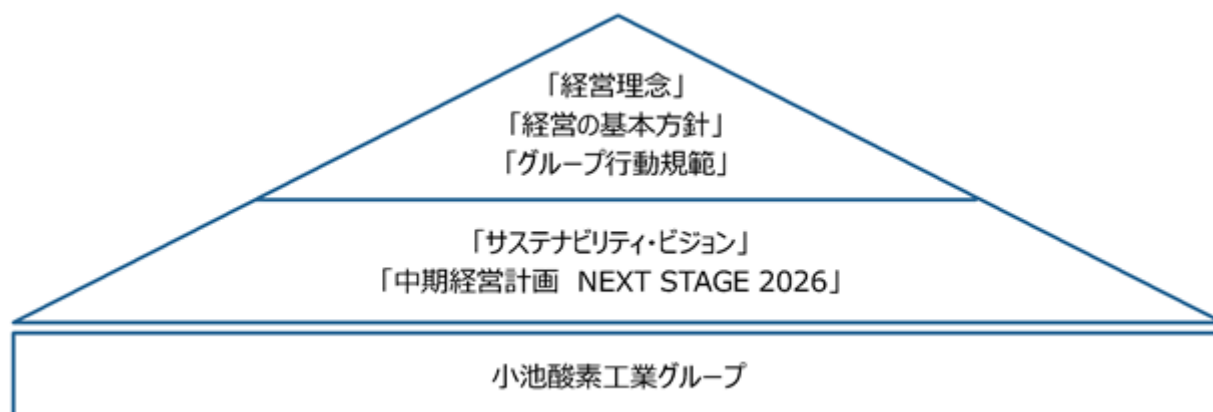 「経営理念」
「経営の基本方針」
「グループ行動規範」
「サステナビリティ・ビジョン」
「中期経営計画 NEXT STAGE 2026」
小池酸素工業グループ